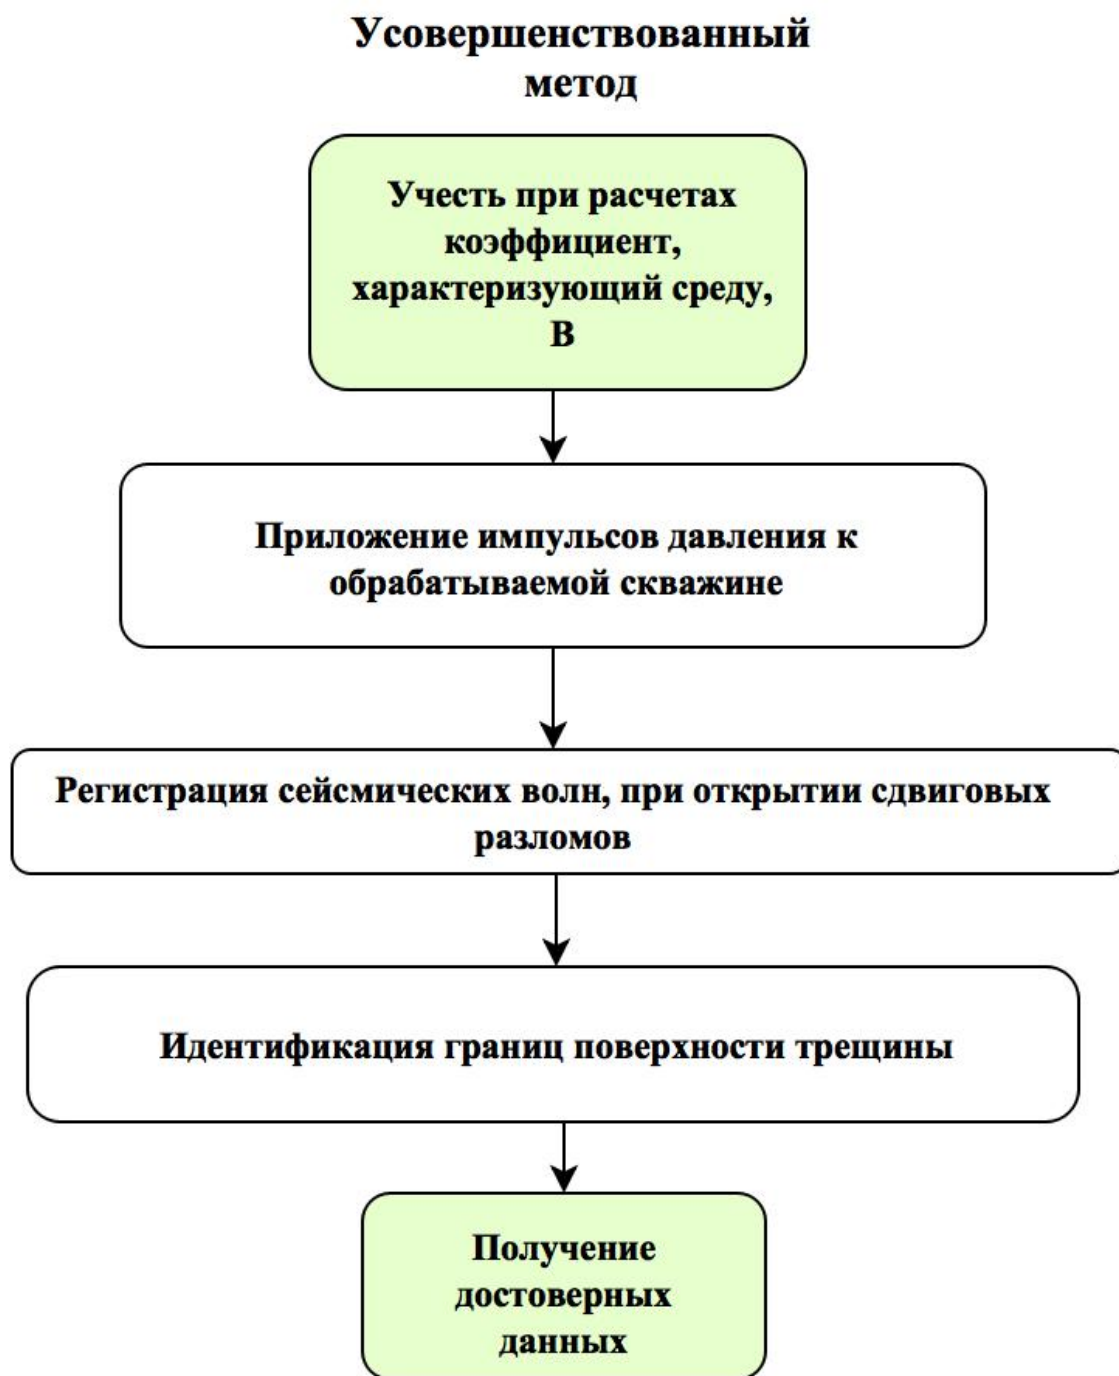 Усовершенствованный
метод
Учесть при расчетах
коэффициент,
характеризующий среду,
В
Приложение импульсов давления к
обрабатываемой скважине
Регистрация сейсмических волн, при открытии сдвиговых
разломов
Идентификация границ поверхности трещины
Получение
достоверных
данных